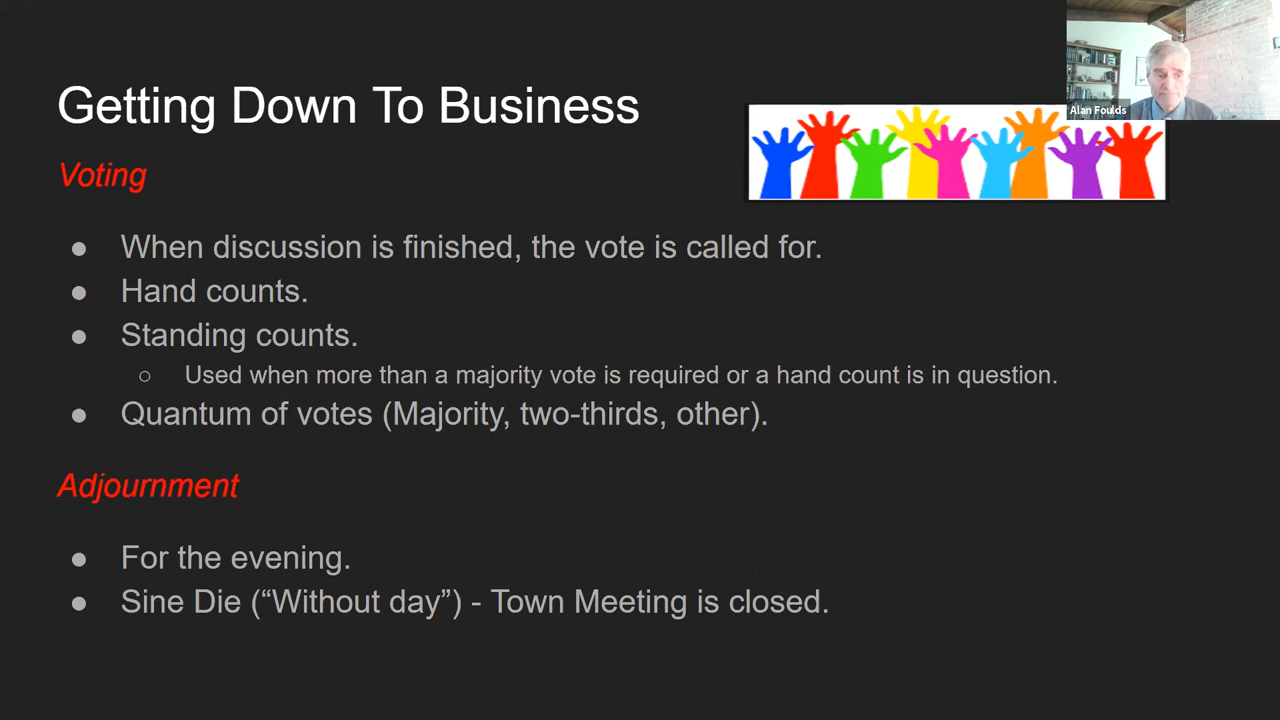 Getting Down To Business
Alan Foulds
Voting
● When discussion is finished, the vote is called for.
● Hand counts.
● Standing counts.
○ Used when more than a majority vote is required or a hand count is in question.
● Quantum of votes (Majority, two-thirds, other).
Adjournment
● For the evening.
● Sine Die (“Without day”) - Town Meeting is closed.